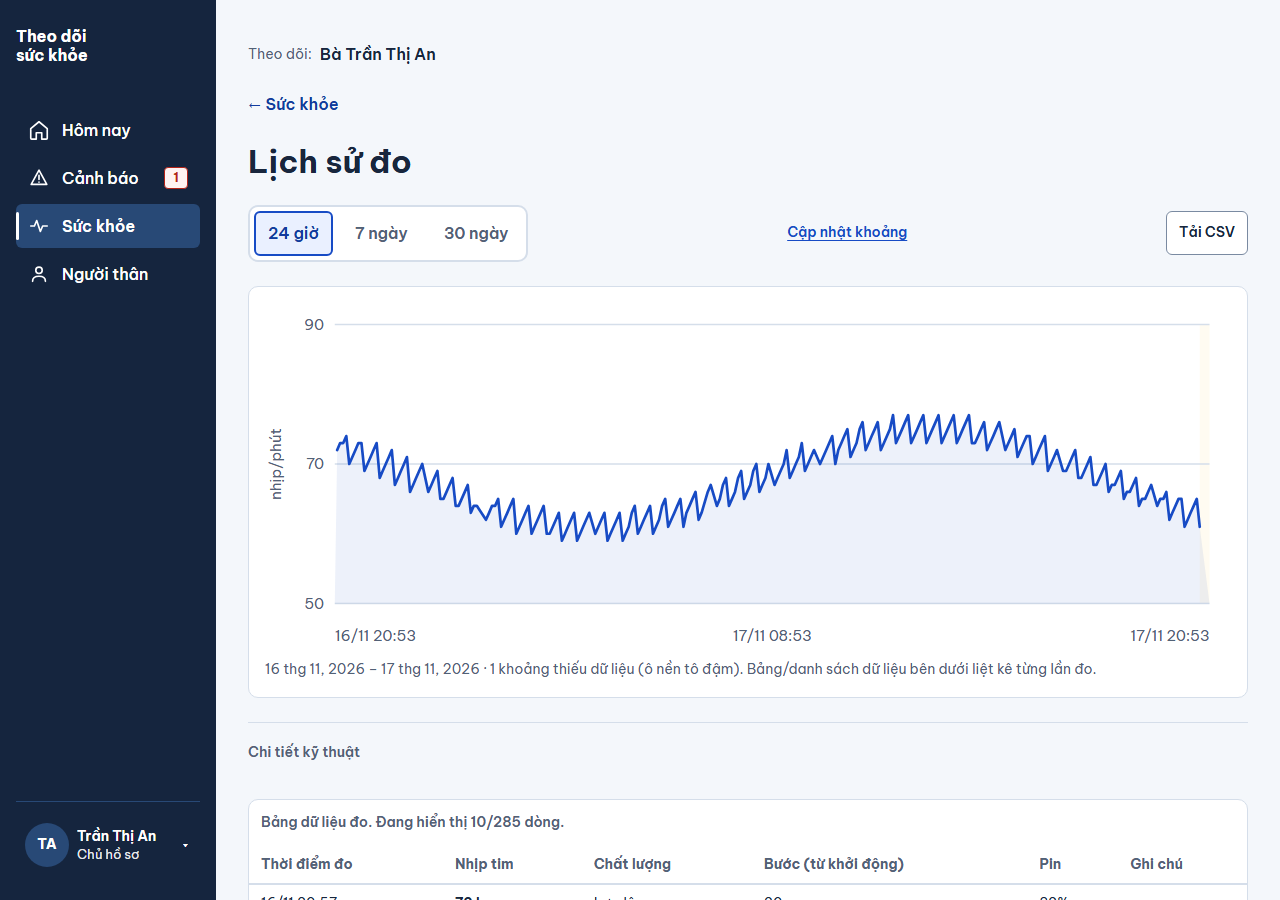 Theo dõi
sức khỏe
Hôm nay
Cảnh báo 1
Sức khỏe
Người thân
TA
Trần Thị An
Chủ hồ sơ
Theo dõi: Bà Trần Thị An
← Sức khỏe
Lịch sử đo
24 giờ 7 ngày 30 ngày
Cập nhật khoảng
Tải CSV
90
70
50
nhịp/phút
16/11 20:53 17/11 08:53 17/11 20:53
16 thg 11, 2026 – 17 thg 11, 2026 · 1 khoảng thiếu dữ liệu (ô nền tô đậm). Bảng/danh sách dữ liệu bên dưới liệt kê từng lần đo.
Chi tiết kỹ thuật
Bảng dữ liệu đo. Đang hiển thị 10/285 dòng.
Thời điểm đo Nhịp tim Chất lượng Bước (từ khởi động) Pin Ghi chú